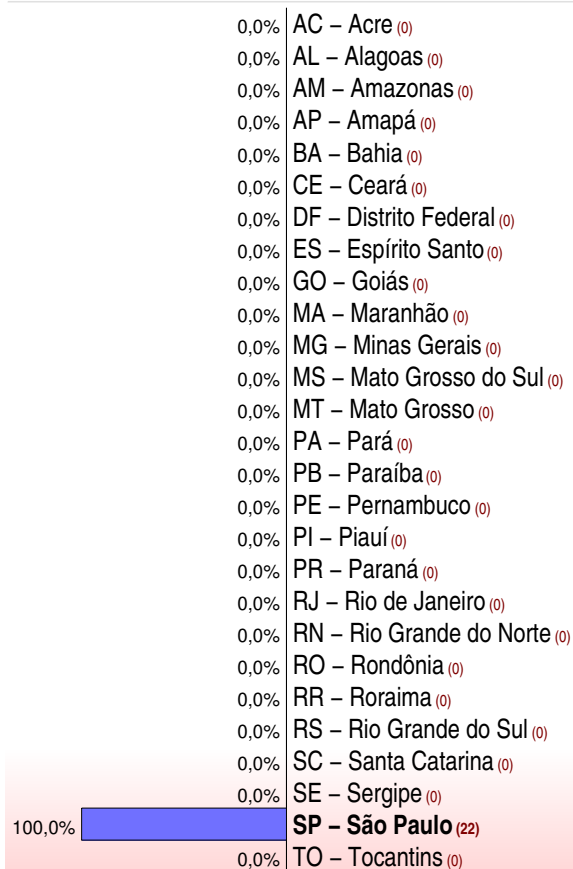 0,0% AC – Acre (0)
0,0% AL – Alagoas (0)
0,0% AM – Amazonas (0)
0,0% AP – Amapá (0)
0,0% BA – Bahia (0)
0,0% CE – Ceará (0)
0,0% DF – Distrito Federal (0)
0,0% ES – Espírito Santo (0)
0,0% GO – Goiás (0)
0,0% MA – Maranhão (0)
0,0% MG – Minas Gerais (0)
0,0% MS – Mato Grosso do Sul (0)
0,0% MT – Mato Grosso (0)
0,0% PA – Pará (0)
0,0% PB – Paraíba (0)
0,0% PE – Pernambuco (0)
0,0% PI – Piauí (0)
0,0% PR – Paraná (0)
0,0% RJ – Rio de Janeiro (0)
0,0% RN – Rio Grande do Norte (0)
0,0% RO – Rondônia (0)
0,0% RR – Roraima (0)
0,0% RS – Rio Grande do Sul (0)
0,0% SC – Santa Catarina (0)
0,0% SE – Sergipe (0)
100,0% SP – São Paulo (22)
0,0% TO – Tocantins (0)